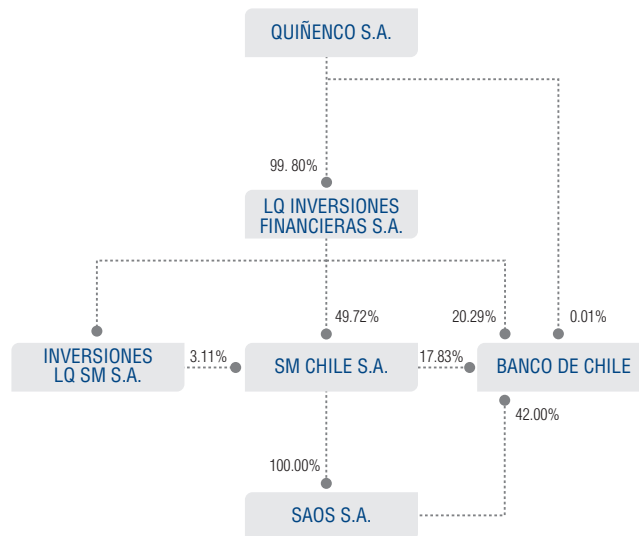 QUIÑENCO S.A.
99. 80%
LQ INVERSIONES
FINANCIERAS S.A.
49.72%
20.29%
0.01%
INVERSIONES
LQ SM S.A.
3.11%
SM CHILE S.A.
17.83%
BANCO DE CHILE
42.00%
100.00%
SAOS S.A.